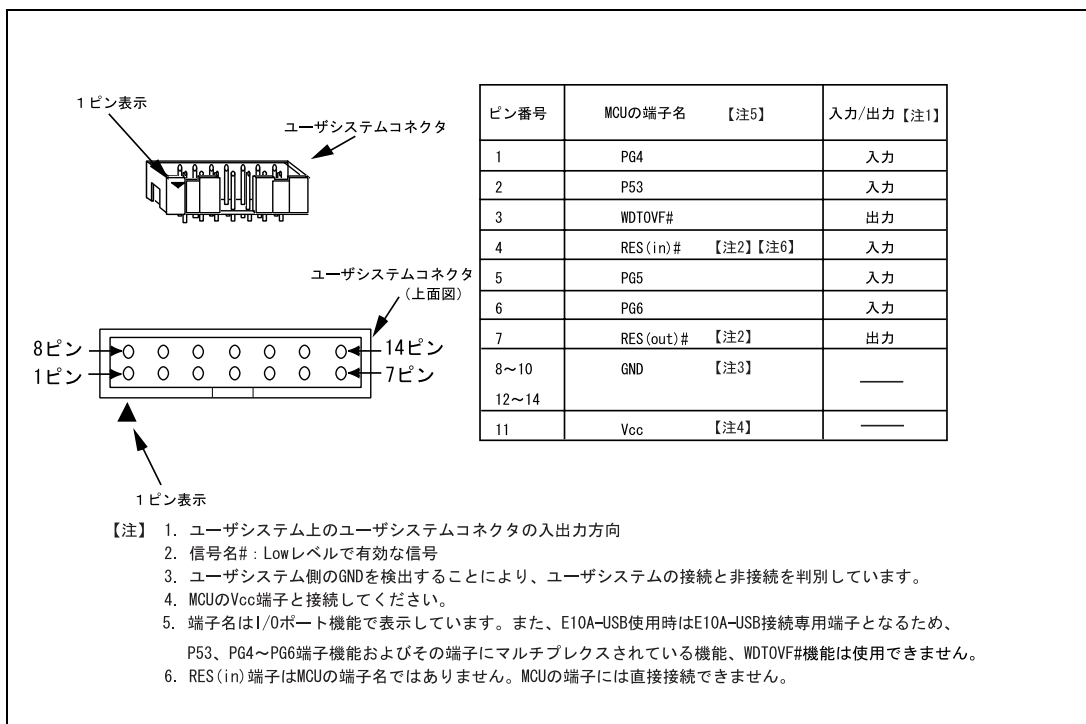 1ピン表示
ユーザシステムコネクタ
ユーザシステムコネクタ
（上面図）
8ピン
14ピン
1ピン
7ピン
1ピン表示
ピン番号 MCUの端子名 【注5】 入力/出力【注1】
1 PG4 入力
2 P53 入力
3 WDTOVF# 出力
4 RES(in)# 【注2】【注6】 入力
5 PG5 入力
6 PG6 入力
7 RES(out)# 【注2】 出力
8～10 GND 【注3】 ――
12～14
11 Vcc 【注4】 ――
【注】 1. ユーザシステム上のユーザシステムコネクタの入出力方向
2. 信号名#：Lowレベルで有効な信号
3. ユーザシステム側のGNDを検出することにより、ユーザシステムの接続と非接続を判別しています。
4. MCUのVcc端子と接続してください。
5. 端子名はI/Oポート機能で表示しています。また、E10A-USB使用時はE10A-USB接続専用端子となるため、
P53、PG4～PG6端子機能およびその端子にマルチプレクスされている機能、WDTOVF#機能は使用できません。
6. RES(in)端子はMCUの端子名ではありません。MCUの端子には直接接続できません。